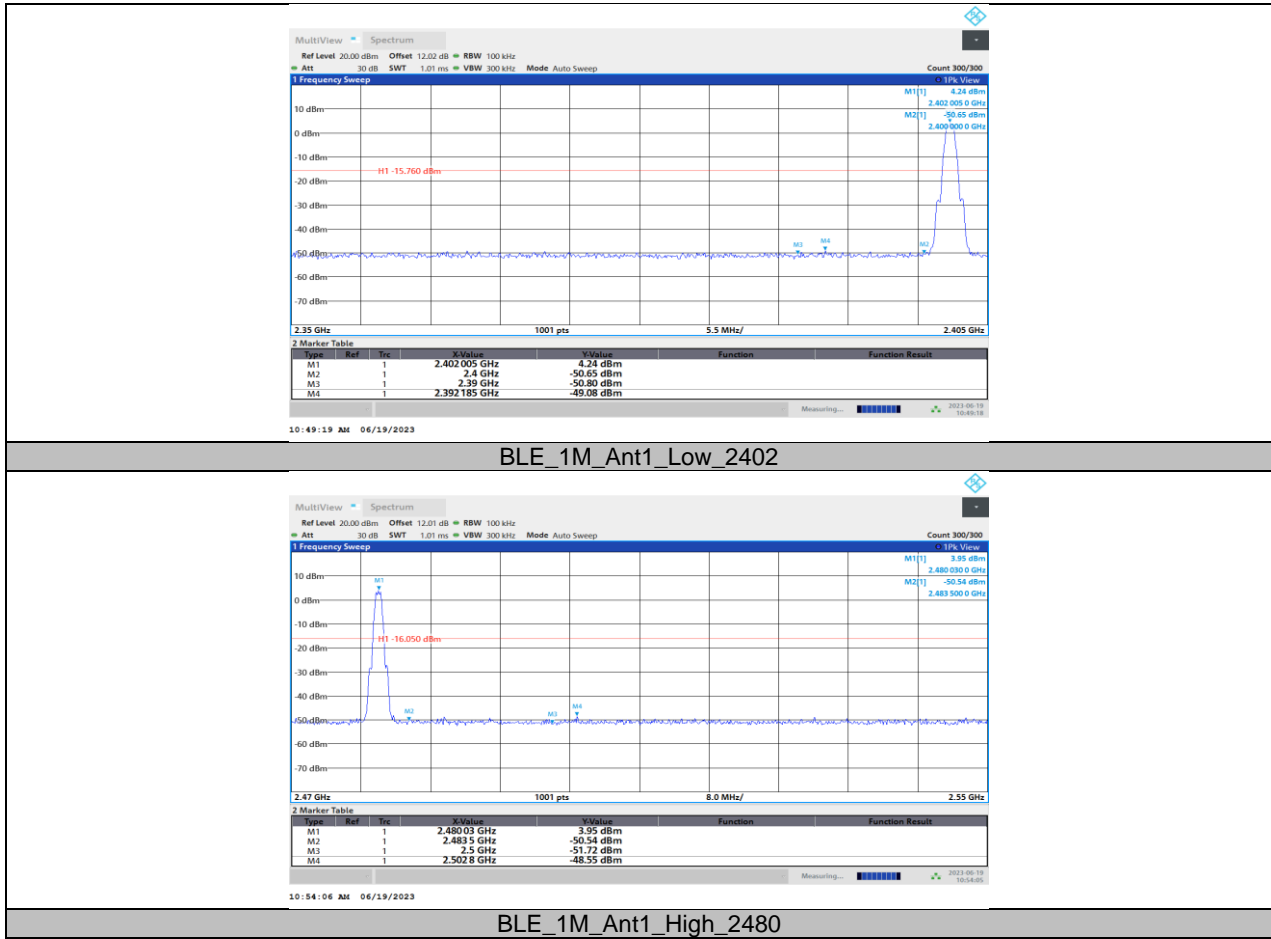 MultiView Spectrum
Ref Level 20.00 dBm Offset 12.02 dB RBW 100 kHz
Att 30 dB SWT 1.01 ms VBW 300 kHz Mode Auto Sweep Count 300/300
1 Frequency Sweep 1Pk View
M1[1] 4.24 dBm
2.402 005 0 GHz
M2[1] -50.65 dBm
2.400 000 0 GHz
10 dBm
0 dBm
-10 dBm
H1 -15.760 dBm
-20 dBm
-30 dBm
-40 dBm
M3 M4 M2
-50 dBm
-60 dBm
-70 dBm
2.35 GHz 1001 pts 5.5 MHz/ 2.405 GHz
2 Marker Table
Type Ref Trc X-Value Y-Value Function Function Result
M1 1 2.402 005 GHz 4.24 dBm
M2 1 2.4 GHz -50.65 dBm
M3 1 2.39 GHz -50.80 dBm
M4 1 2.392 185 GHz -49.08 dBm
Measuring... 2023-06-19
10:49:18
10:49:19 AM 06/19/2023
BLE_1M_Ant1_Low_2402
MultiView Spectrum
Ref Level 20.00 dBm Offset 12.01 dB RBW 100 kHz
Att 30 dB SWT 1.01 ms VBW 300 kHz Mode Auto Sweep Count 300/300
1 Frequency Sweep 1Pk View
M1[1] 3.95 dBm
2.480 030 0 GHz
M2[1] -50.54 dBm
2.483 500 0 GHz
10 dBm
M1
0 dBm
-10 dBm
H1 -16.050 dBm
-20 dBm
-30 dBm
-40 dBm
M2 M3 M4
-50 dBm
-60 dBm
-70 dBm
2.47 GHz 1001 pts 8.0 MHz/ 2.55 GHz
2 Marker Table
Type Ref Trc X-Value Y-Value Function Function Result
M1 1 2.480 03 GHz 3.95 dBm
M2 1 2.483 5 GHz -50.54 dBm
M3 1 2.5 GHz -51.72 dBm
M4 1 2.502 8 GHz -48.55 dBm
Measuring... 2023-06-19
10:54:05
10:54:06 AM 06/19/2023
BLE_1M_Ant1_High_2480